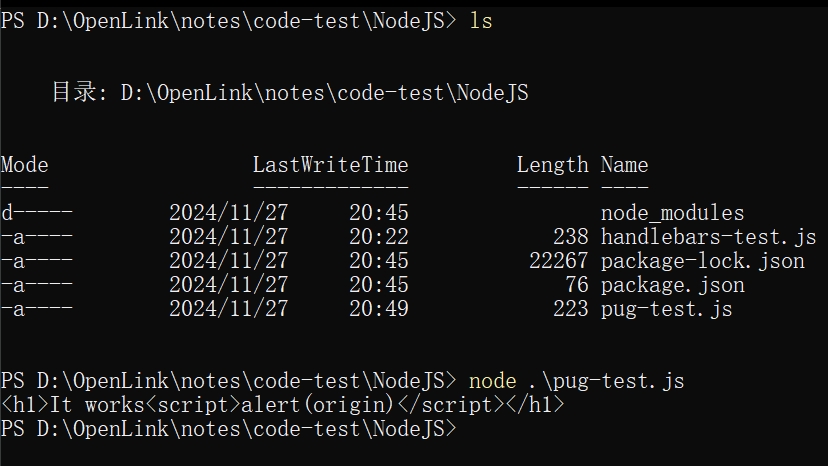 PS D:\OpenLink\notes\code-test\NodeJS> ls
目录: D:\OpenLink\notes\code-test\NodeJS
Mode LastWriteTime Length Name
---- ------------- ------ ----
d----- 2024/11/27 20:45 node_modules
-a---- 2024/11/27 20:22 238 handlebars-test.js
-a---- 2024/11/27 20:45 22267 package-lock.json
-a---- 2024/11/27 20:45 76 package.json
-a---- 2024/11/27 20:49 223 pug-test.js
PS D:\OpenLink\notes\code-test\NodeJS> node .\pug-test.js
<h1>It works<script>alert(origin)</script></h1>
PS D:\OpenLink\notes\code-test\NodeJS>